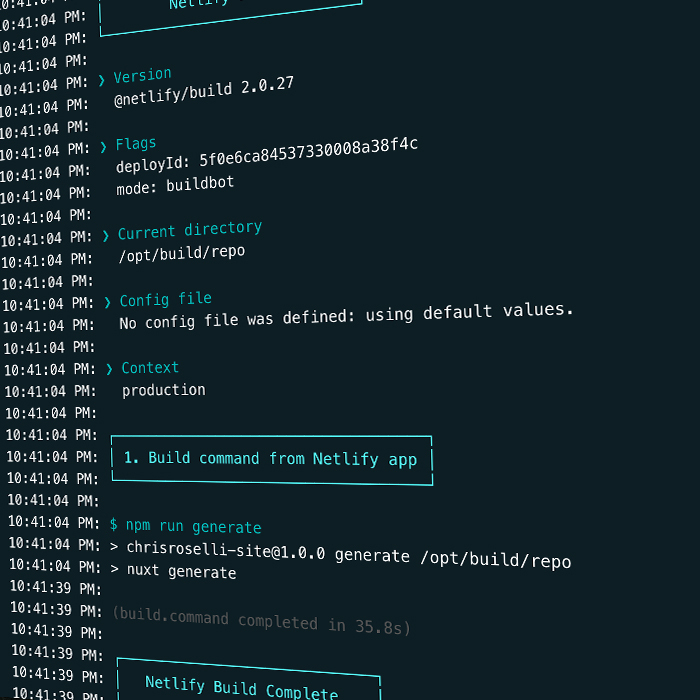 10:41:04
10:41:04 PM: Netlify
10:41:04 PM:
10:41:04 PM:
10:41:04 PM: ❯ Version
10:41:04 PM: @netlify/build 2.0.27
10:41:04 PM:
10:41:04 PM: ❯ Flags
10:41:04 PM: deployId: 5f0e6ca84537330008a38f4c
10:41:04 PM: mode: buildbot
10:41:04 PM:
10:41:04 PM: ❯ Current directory
10:41:04 PM: /opt/build/repo
10:41:04 PM:
10:41:04 PM: ❯ Config file
10:41:04 PM: No config file was defined: using default values.
10:41:04 PM:
10:41:04 PM: ❯ Context
10:41:04 PM: production
10:41:04 PM:
10:41:04 PM:
10:41:04 PM: 1. Build command from Netlify app
10:41:04 PM:
10:41:04 PM:
10:41:04 PM: $ npm run generate
10:41:04 PM: > chrisroselli-site@1.0.0 generate /opt/build/repo
10:41:04 PM: > nuxt generate
10:41:39 PM:
10:41:39 PM: (build.command completed in 35.8s)
10:41:39 PM:
10:41:39 PM:
10:41:39 PM: Netlify Build Complete
10:41:39 PM: